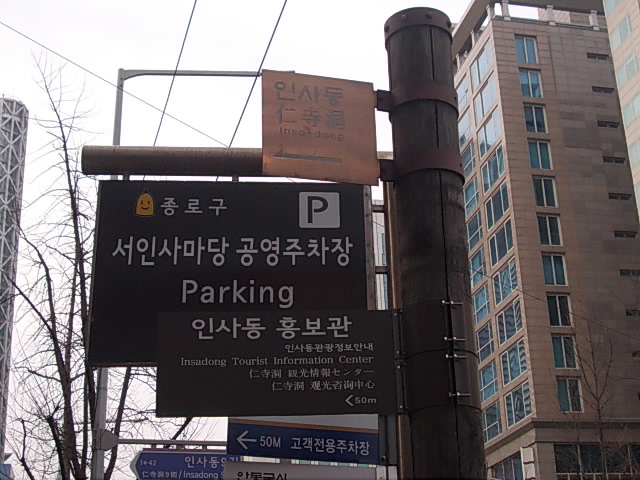 인사동
仁寺洞
Insa-dong
종로구
P
서인사마당 공영주차장
Parking
인사동 홍보관
인사동관광정보안내
Insadong Tourist Information Center
仁寺洞 観光情報センター
仁寺洞 观光咨询中心
50m
50M 고객전용주차장
인사동
Insadong